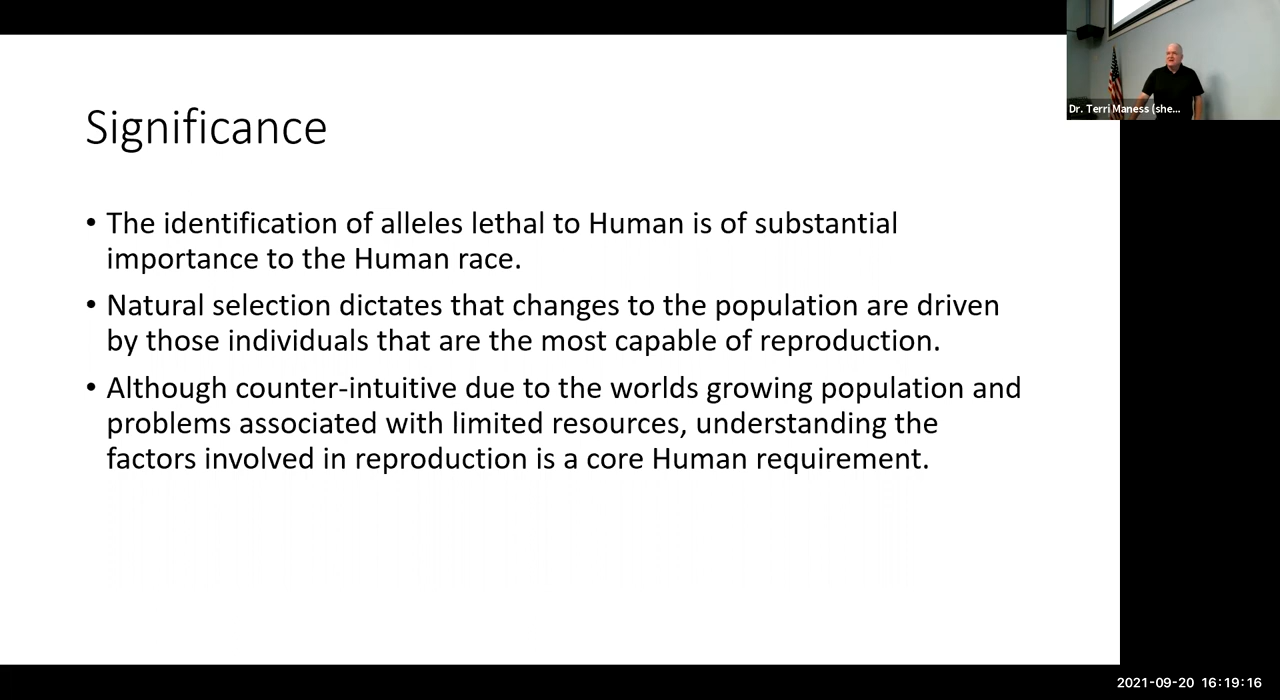 Significance
• The identification of alleles lethal to Human is of substantial
importance to the Human race.
• Natural selection dictates that changes to the population are driven
by those individuals that are the most capable of reproduction.
• Although counter-intuitive due to the worlds growing population and
problems associated with limited resources, understanding the
factors involved in reproduction is a core Human requirement.
Dr. Terri Maness (she...
2021-09-20 16:19:16